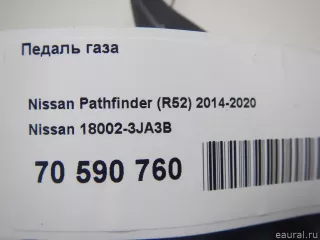 Педаль газа
Nissan Pathfinder (R52) 2014-2020
Nissan 18002-3JA3B
70 590 760
eaural.ru